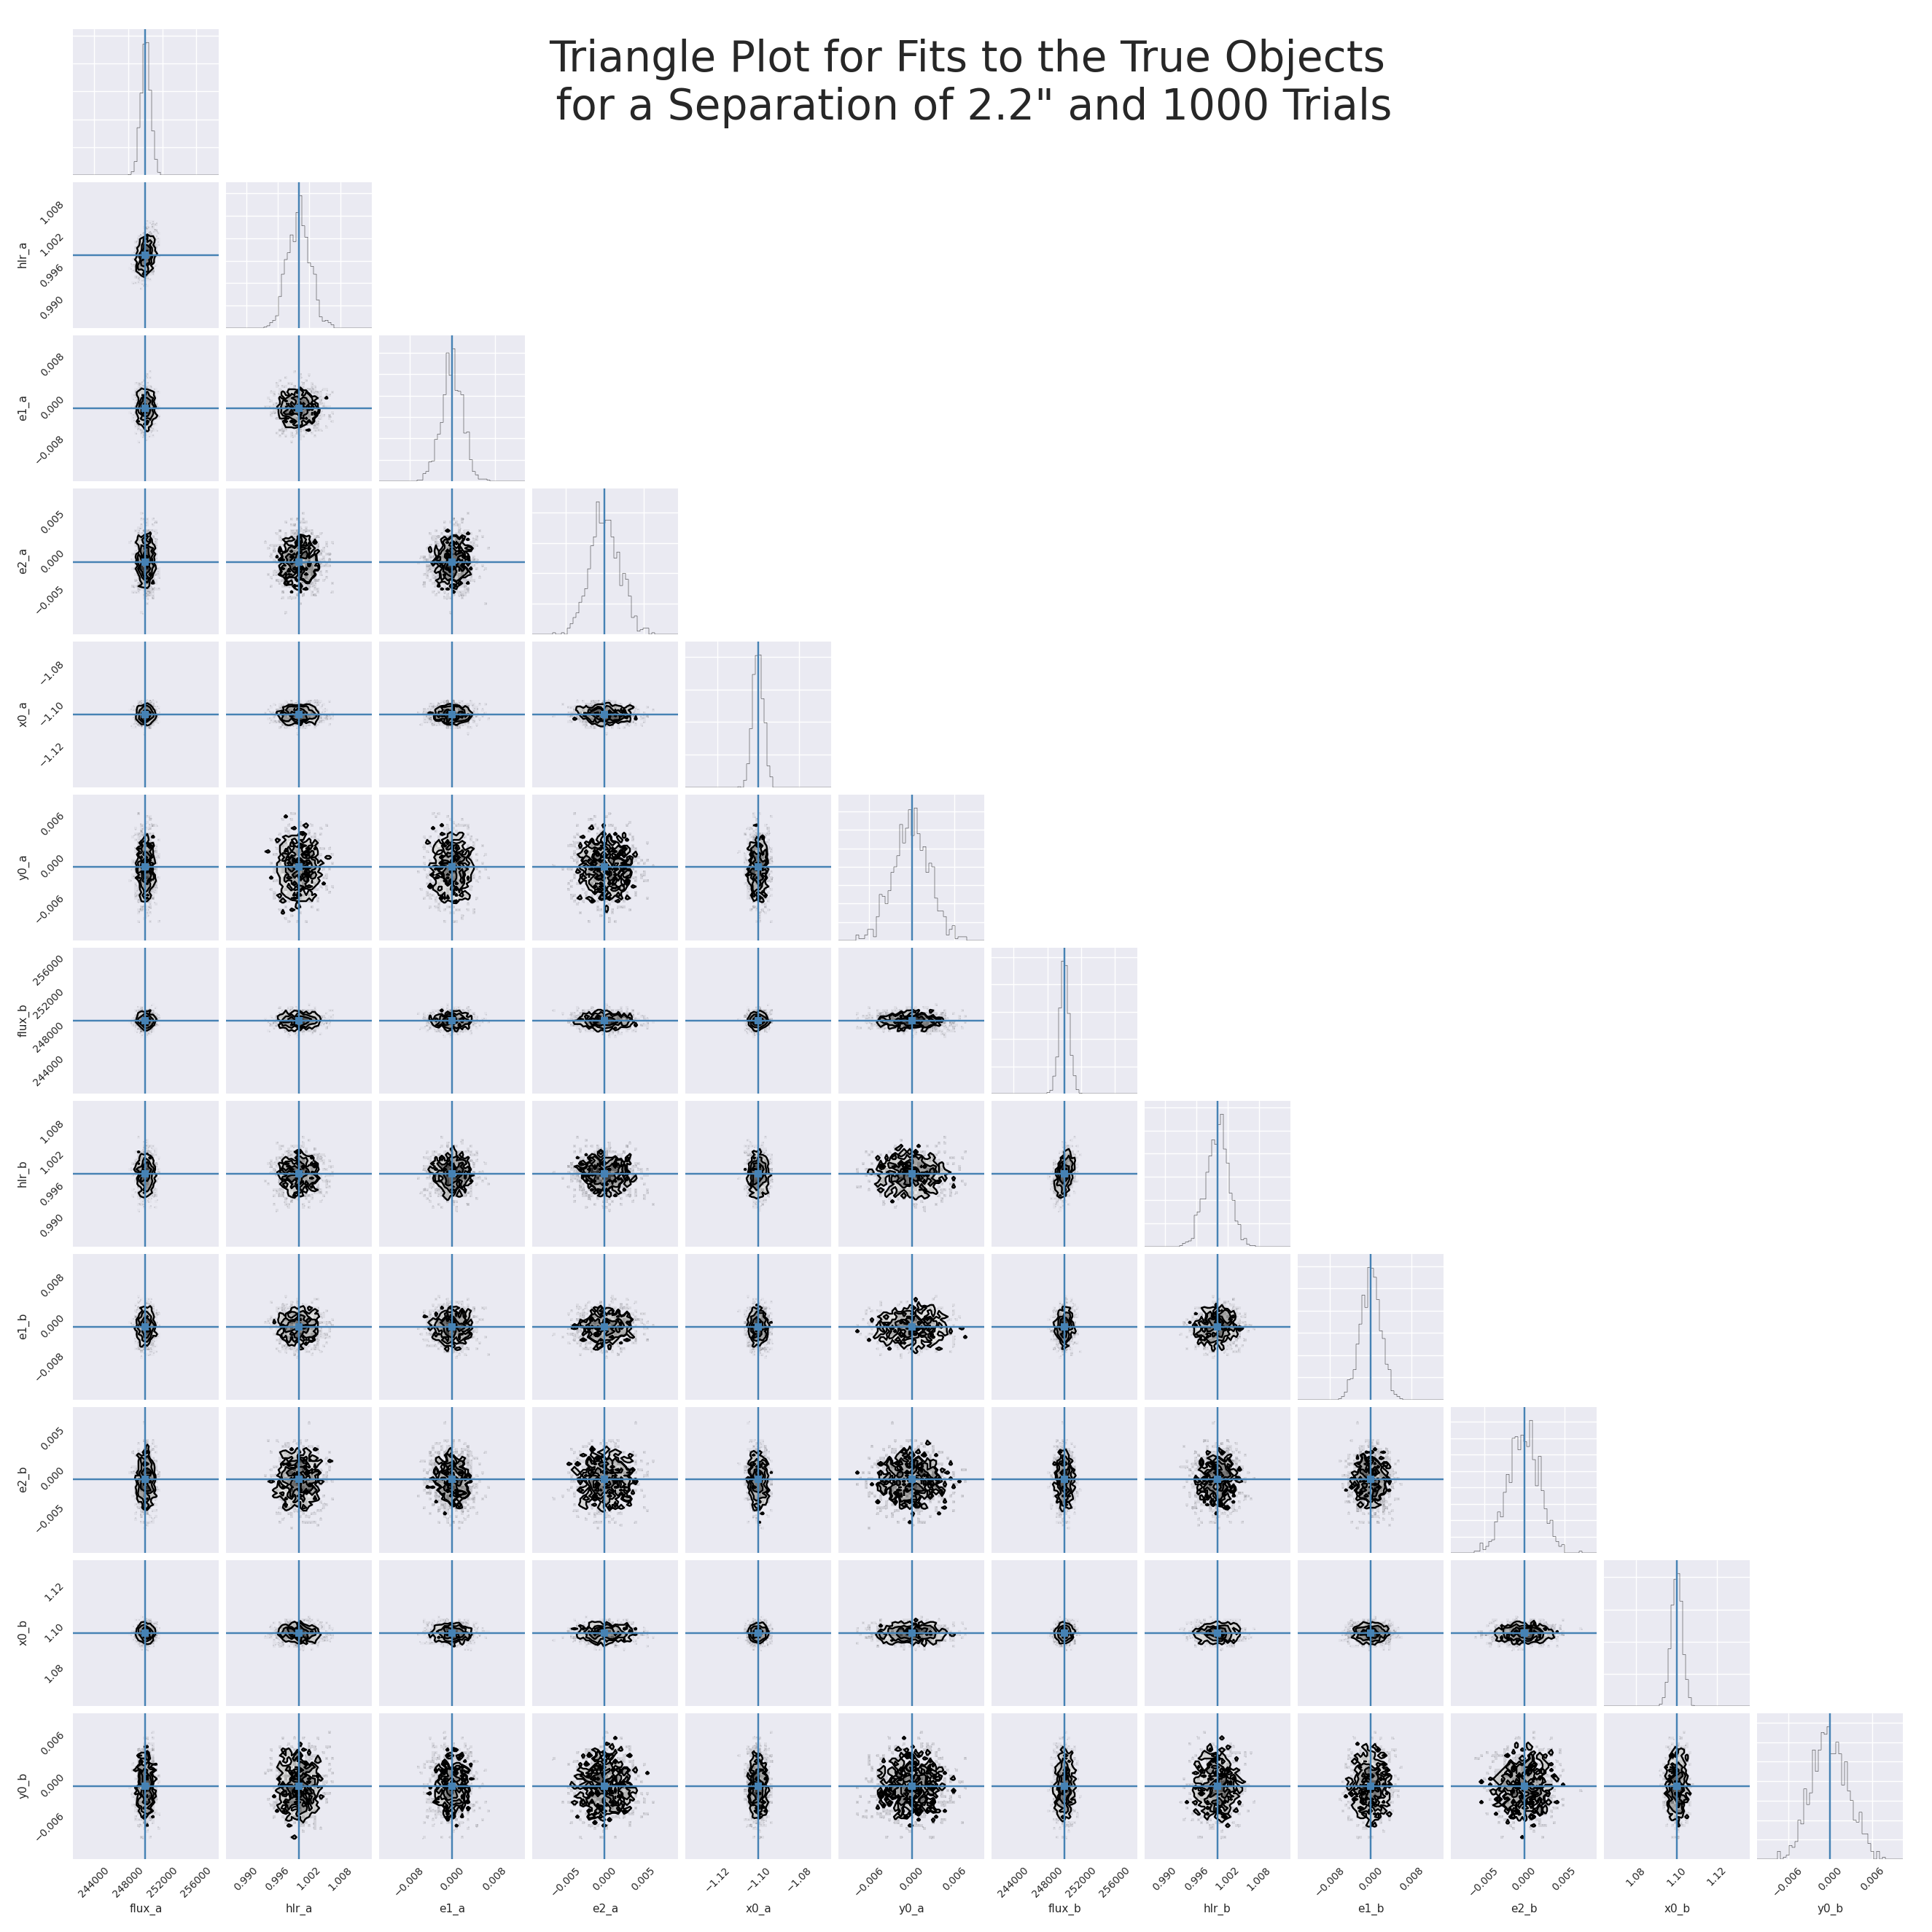 Triangle Plot for Fits to the True Objects
for a Separation of 2.2" and 1000 Trials
hlr_a
1.008
1.002
0.996
0.990
e1_a
0.008
0.000
−0.008
e2_a
0.005
0.000
−0.005
x0_a
−1.08
−1.10
−1.12
y0_a
0.006
0.000
−0.006
flux_b
256000
252000
248000
244000
hlr_b
1.008
1.002
0.996
0.990
e1_b
0.008
0.000
−0.008
e2_b
0.005
0.000
−0.005
x0_b
1.12
1.10
1.08
y0_b
0.006
0.000
−0.006
244000 248000 252000 256000 0.990 0.996 1.002 1.008 −0.008 0.000 0.008 −0.005 0.000 0.005 −1.12 −1.10 −1.08 −0.006 0.000 0.006 244000 248000 252000 256000 0.990 0.996 1.002 1.008 −0.008 0.000 0.008 −0.005 0.000 0.005 1.08 1.10 1.12 −0.006 0.000 0.006
flux_a hlr_a e1_a e2_a x0_a y0_a flux_b hlr_b e1_b e2_b x0_b y0_b